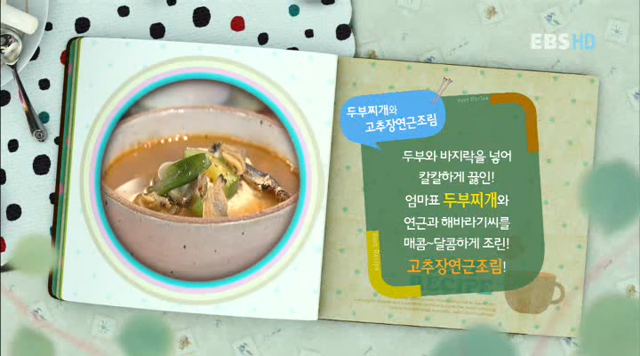 EBS HD
두부찌개와
고추장연근조림
두부와 바지락을 넣어
칼칼하게 끓인!
엄마표 두부찌개와
연근과 해바라기씨를
매콤~달콤하게 조린!
고추장연근조림!
RECIPE